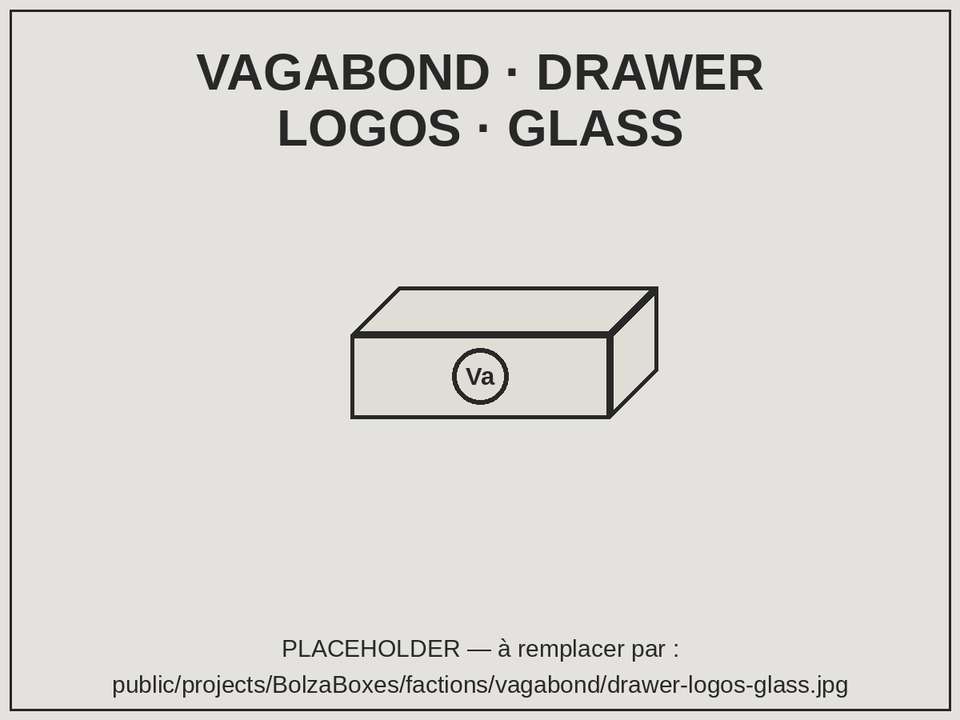 VAGABOND · DRAWER
LOGOS · GLASS
Va
PLACEHOLDER — à remplacer par :
public/projects/BolzaBoxes/factions/vagabond/drawer-logos-glass.jpg